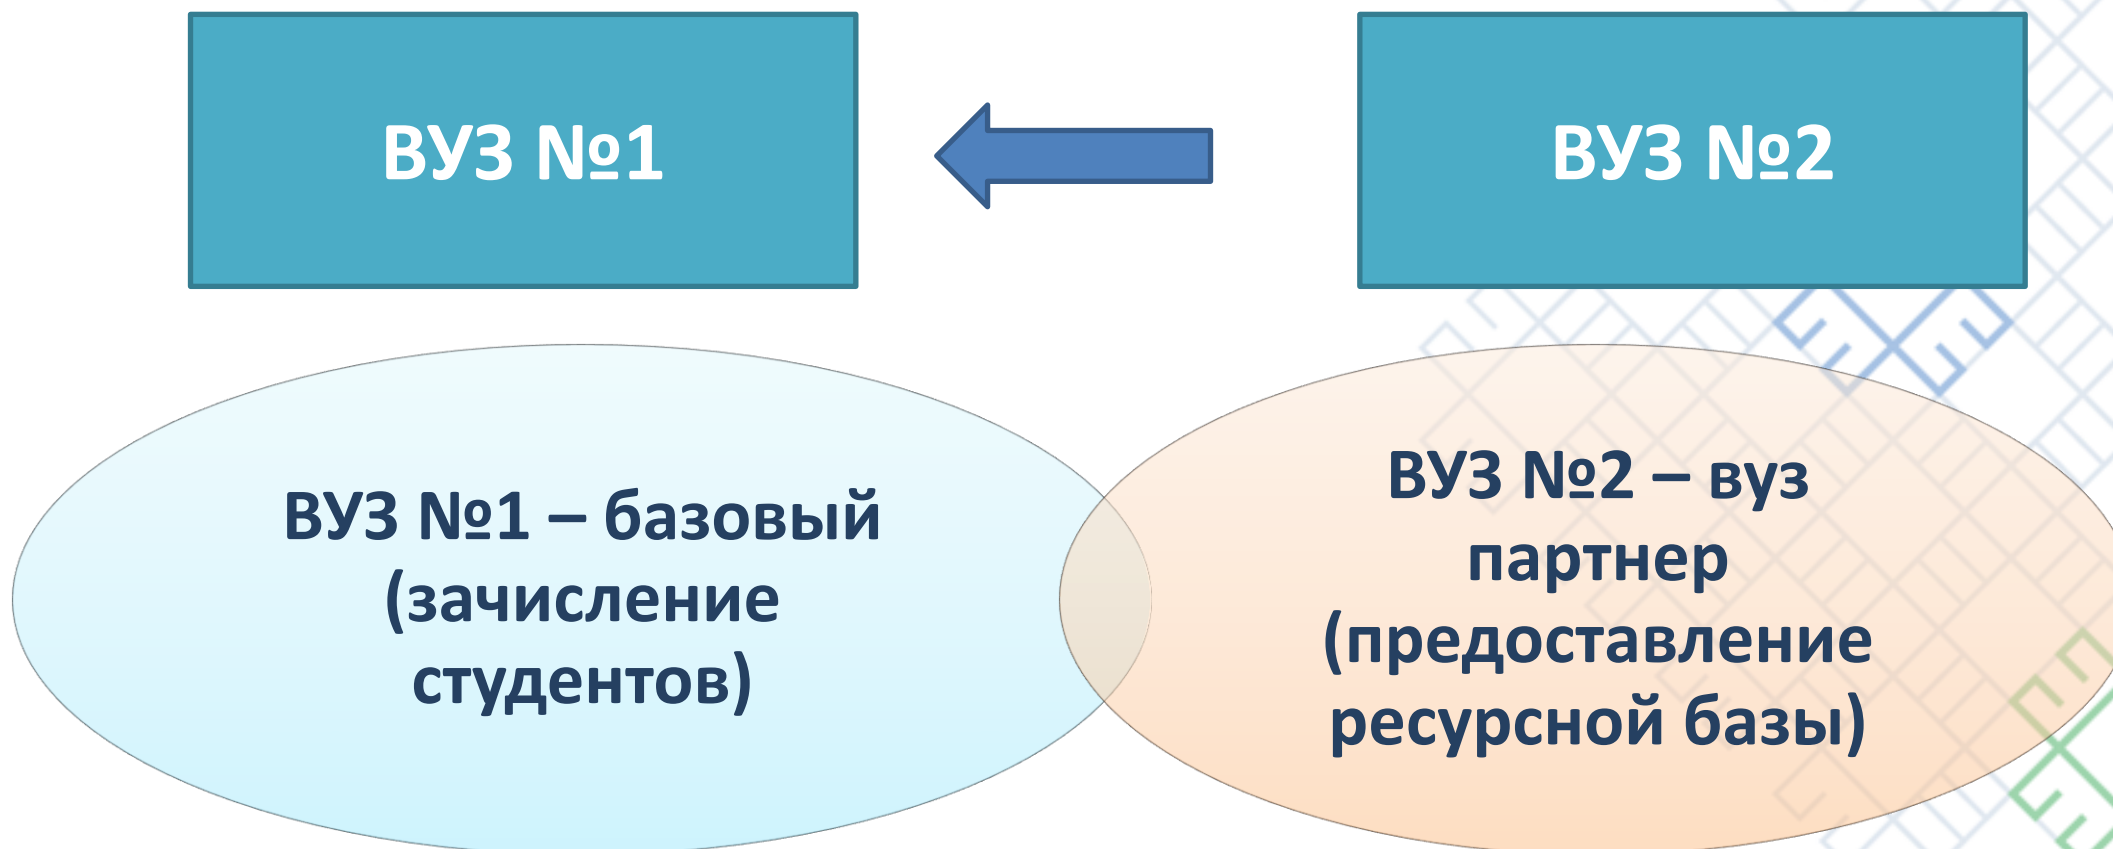 ВУЗ №1
ВУЗ №2
ВУЗ №1 – базовый
(зачисление
студентов)
ВУЗ №2 – вуз
партнер
(предоставление
ресурсной базы)